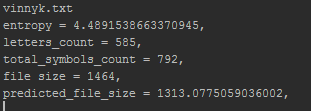 vinnyk.txt
entropy = 4.4891538663370945,
letters_count = 585,
total_symbols_count = 792,
file size = 1464,
predicted_file_size = 1313.0775059036002,